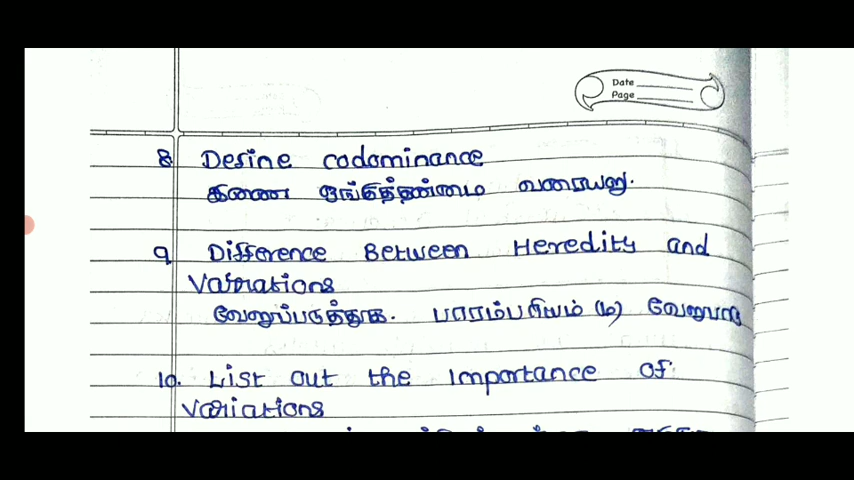 Date
Page
8. Define codominance
இணை ஓங்குத்தன்மை வரையறு.
9 Difference Between Heredity and
Variations
வேறுப்படுத்துக. பாரம்பரியம் (ம) வேறுபாடு
10. List out the importance of
Variations